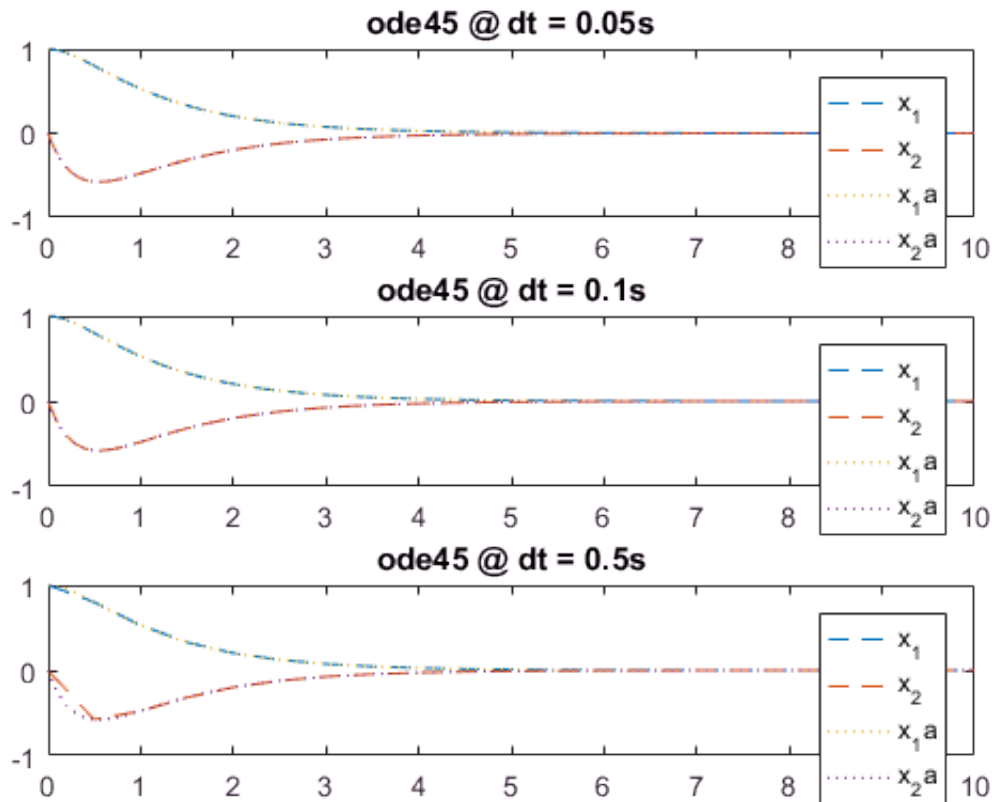 ode45 @ dt = 0.05s
1
0
-1
x₁
x₂
x₁a
x₂a
0 1 2 3 4 5 6 7 8 10
ode45 @ dt = 0.1s
1
0
-1
x₁
x₂
x₁a
x₂a
0 1 2 3 4 5 6 7 8 10
ode45 @ dt = 0.5s
1
0
-1
x₁
x₂
x₁a
x₂a
0 1 2 3 4 5 6 7 8 10